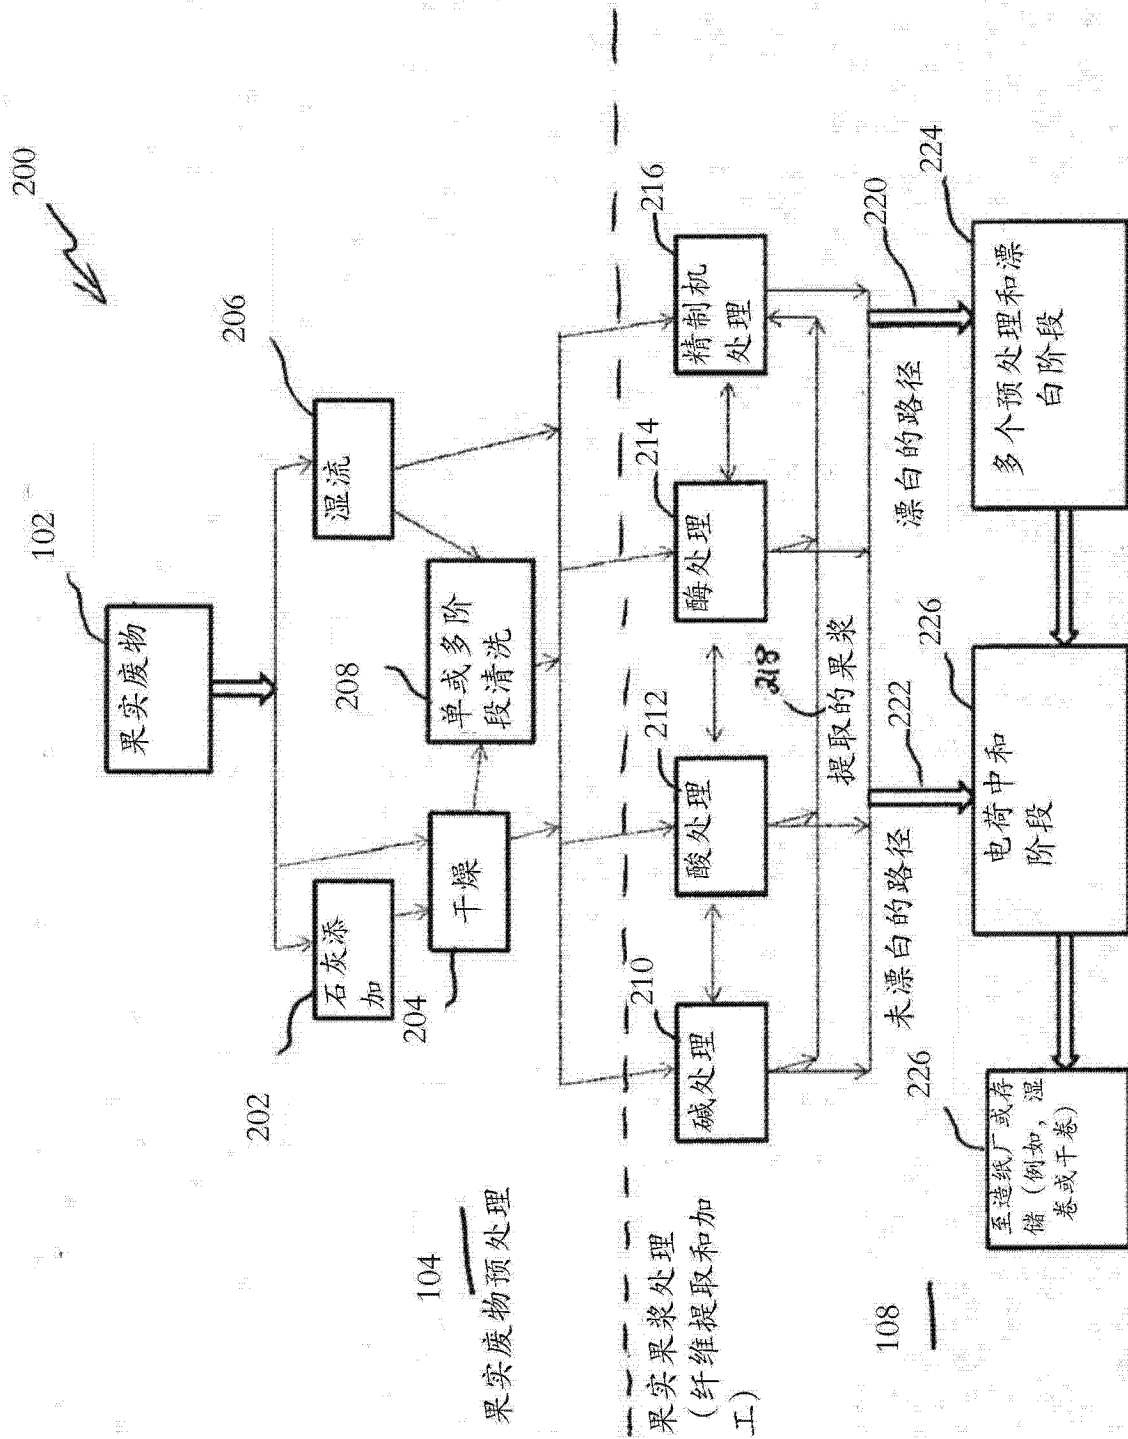 200
102
果实废物
206
湿流
202
石灰添
加
204
干燥
208
单或多阶
段清洗
104
果实废物预处理
果实果浆处理
（纤维提取和加
工）
210
碱处理
212
酸处理
214
酶处理
216
精制机
处理
218
提取的果浆
未漂白的路径
222
漂白的路径
220
108
226
至造纸厂或存
储（例如，湿
卷或干卷）
226
电荷中和
阶段
224
多个预处理和漂
白阶段